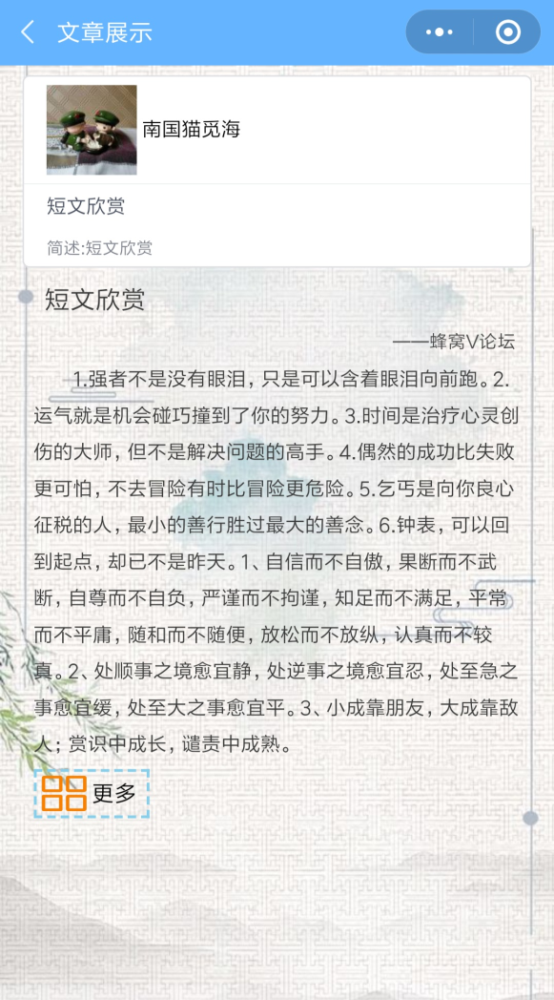 文章展示
南国猫觅海
短文欣赏
简述:短文欣赏
短文欣赏
——蜂窝V论坛
1.强者不是没有眼泪，只是可以含着眼泪向前跑。2.
运气就是机会碰巧撞到了你的努力。3.时间是治疗心灵创
伤的大师，但不是解决问题的高手。4.偶然的成功比失败
更可怕，不去冒险有时比冒险更危险。5.乞丐是向你良心
征税的人，最小的善行胜过最大的善念。6.钟表，可以回
到起点，却已不是昨天。1、自信而不自傲，果断而不武
断，自尊而不自负，严谨而不拘谨，知足而不满足，平常
而不平庸，随和而不随便，放松而不放纵，认真而不较
真。2、处顺事之境愈宜静，处逆事之境愈宜忍，处至急之
事愈宜缓，处至大之事愈宜平。3、小成靠朋友，大成靠敌
人；赏识中成长，谴责中成熟。
更多